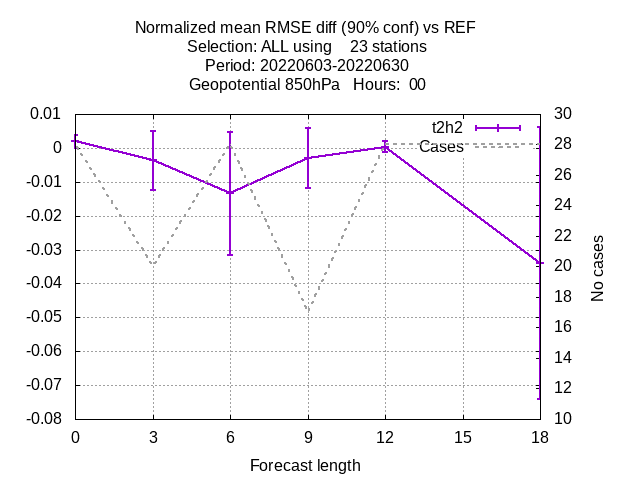 Normalized mean RMSE diff (90% conf) vs REF
Selection: ALL using    23 stations
Period: 20220603-20220630
Geopotential 850hPa   Hours:  00
0.01
0
-0.01
-0.02
-0.03
-0.04
-0.05
-0.06
-0.07
-0.08
t2h2
Cases
30
28
26
24
22
20
18
16
14
12
10
No cases
0 3 6 9 12 15 18
Forecast length